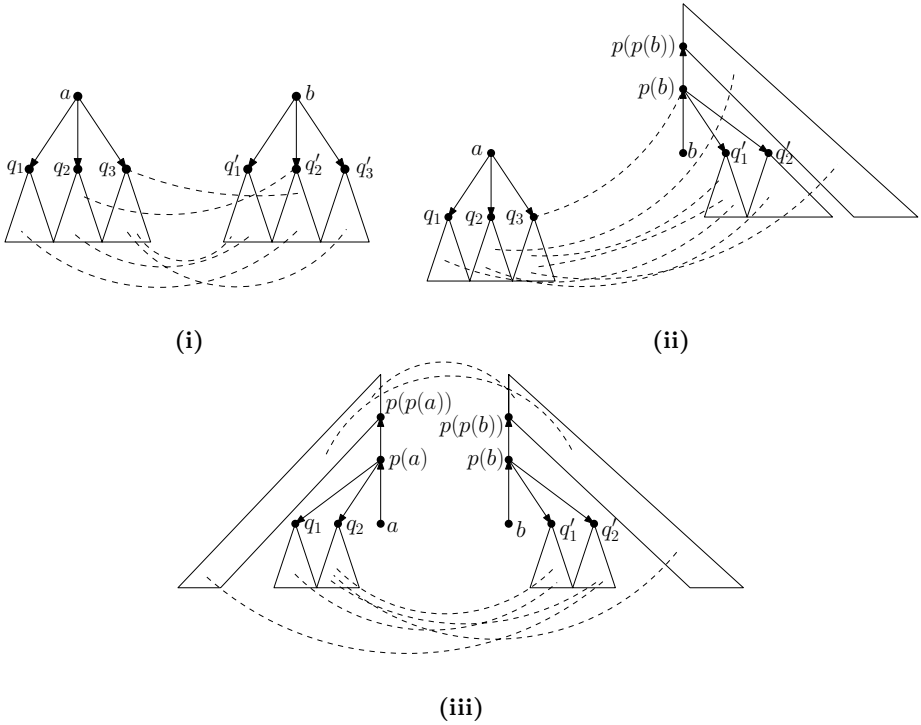 a b
q₁ q₂ q₃ q′₁ q′₂ q′₃
(i)
p(p(b))
p(b)
a b q′₁ q′₂
q₁ q₂ q₃
(ii)
p(p(a)) p(p(b))
p(a) p(b)
q₁ q₂ a b q′₁ q′₂
(iii)